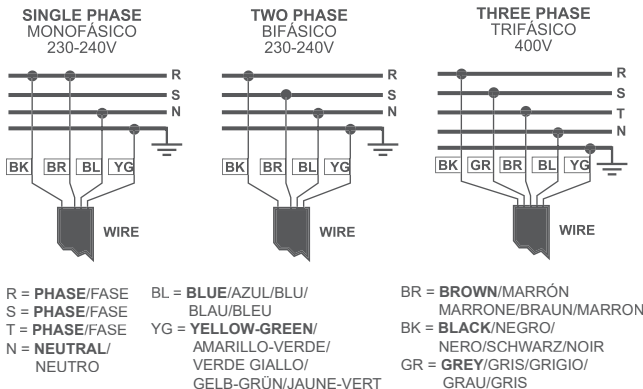 SINGLE PHASE
MONOFÁSICO
230-240V
R
S
N
BK BR BL YG
WIRE
TWO PHASE
BIFÁSICO
230-240V
R
S
N
BK BR BL YG
WIRE
THREE PHASE
TRIFÁSICO
400V
R
S
T
N
BK GR BR BL YG
WIRE
R = PHASE/FASE
S = PHASE/FASE
T = PHASE/FASE
N = NEUTRAL/
NEUTRO
BL = BLUE/AZUL/BLU/
BLAU/BLEU
YG = YELLOW-GREEN/
AMARILLO-VERDE/
VERDE GIALLO/
GELB-GRÜN/JAUNE-VERT
BR = BROWN/MARRÓN
MARRONE/BRAUN/MARRON
BK = BLACK/NEGRO/
NERO/SCHWARZ/NOIR
GR = GREY/GRIS/GRIGIO/
GRAU/GRIS